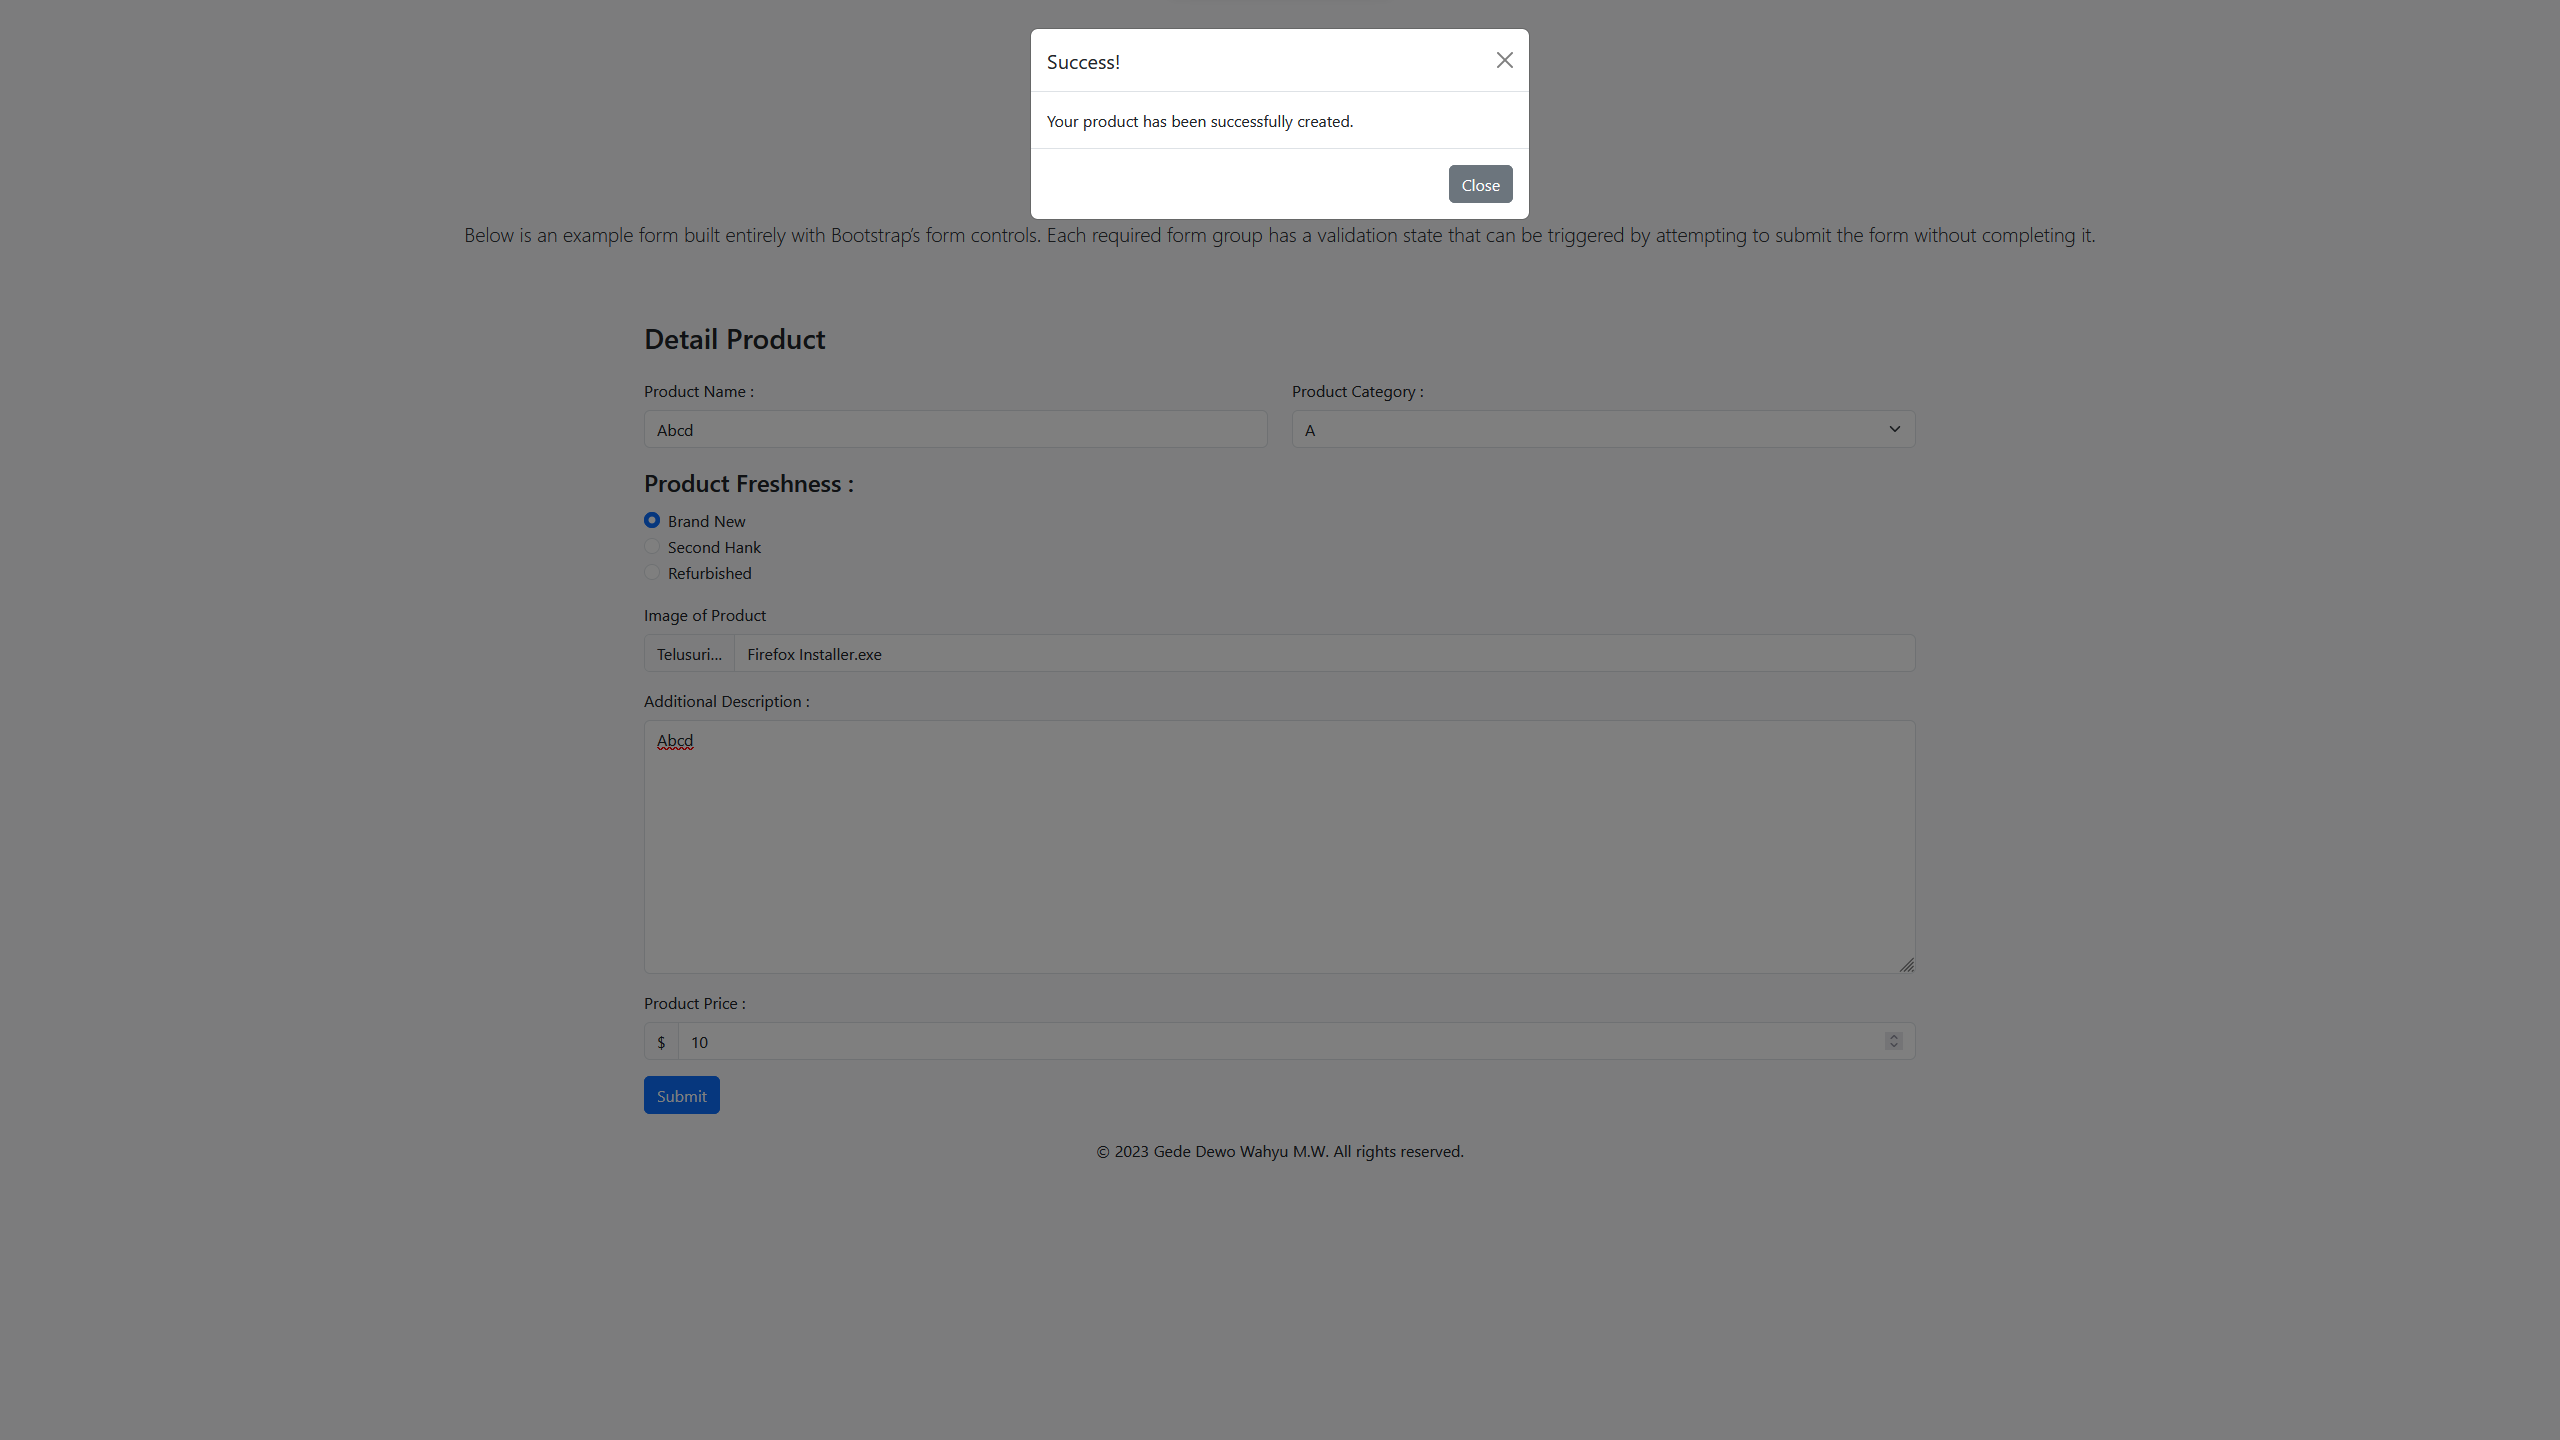 Success!
Your product has been successfully created.
Close
Below is an example form built entirely with Bootstrap’s form controls. Each required form group has a validation state that can be triggered by attempting to submit the form without completing it.
Detail Product
Product Name :
Product Category :
Abcd
A
Product Freshness :
Brand New
Second Hank
Refurbished
Image of Product
Telusuri... Firefox Installer.exe
Additional Description :
Abcd
Product Price :
$ 10
Submit
© 2023 Gede Dewo Wahyu M.W. All rights reserved.